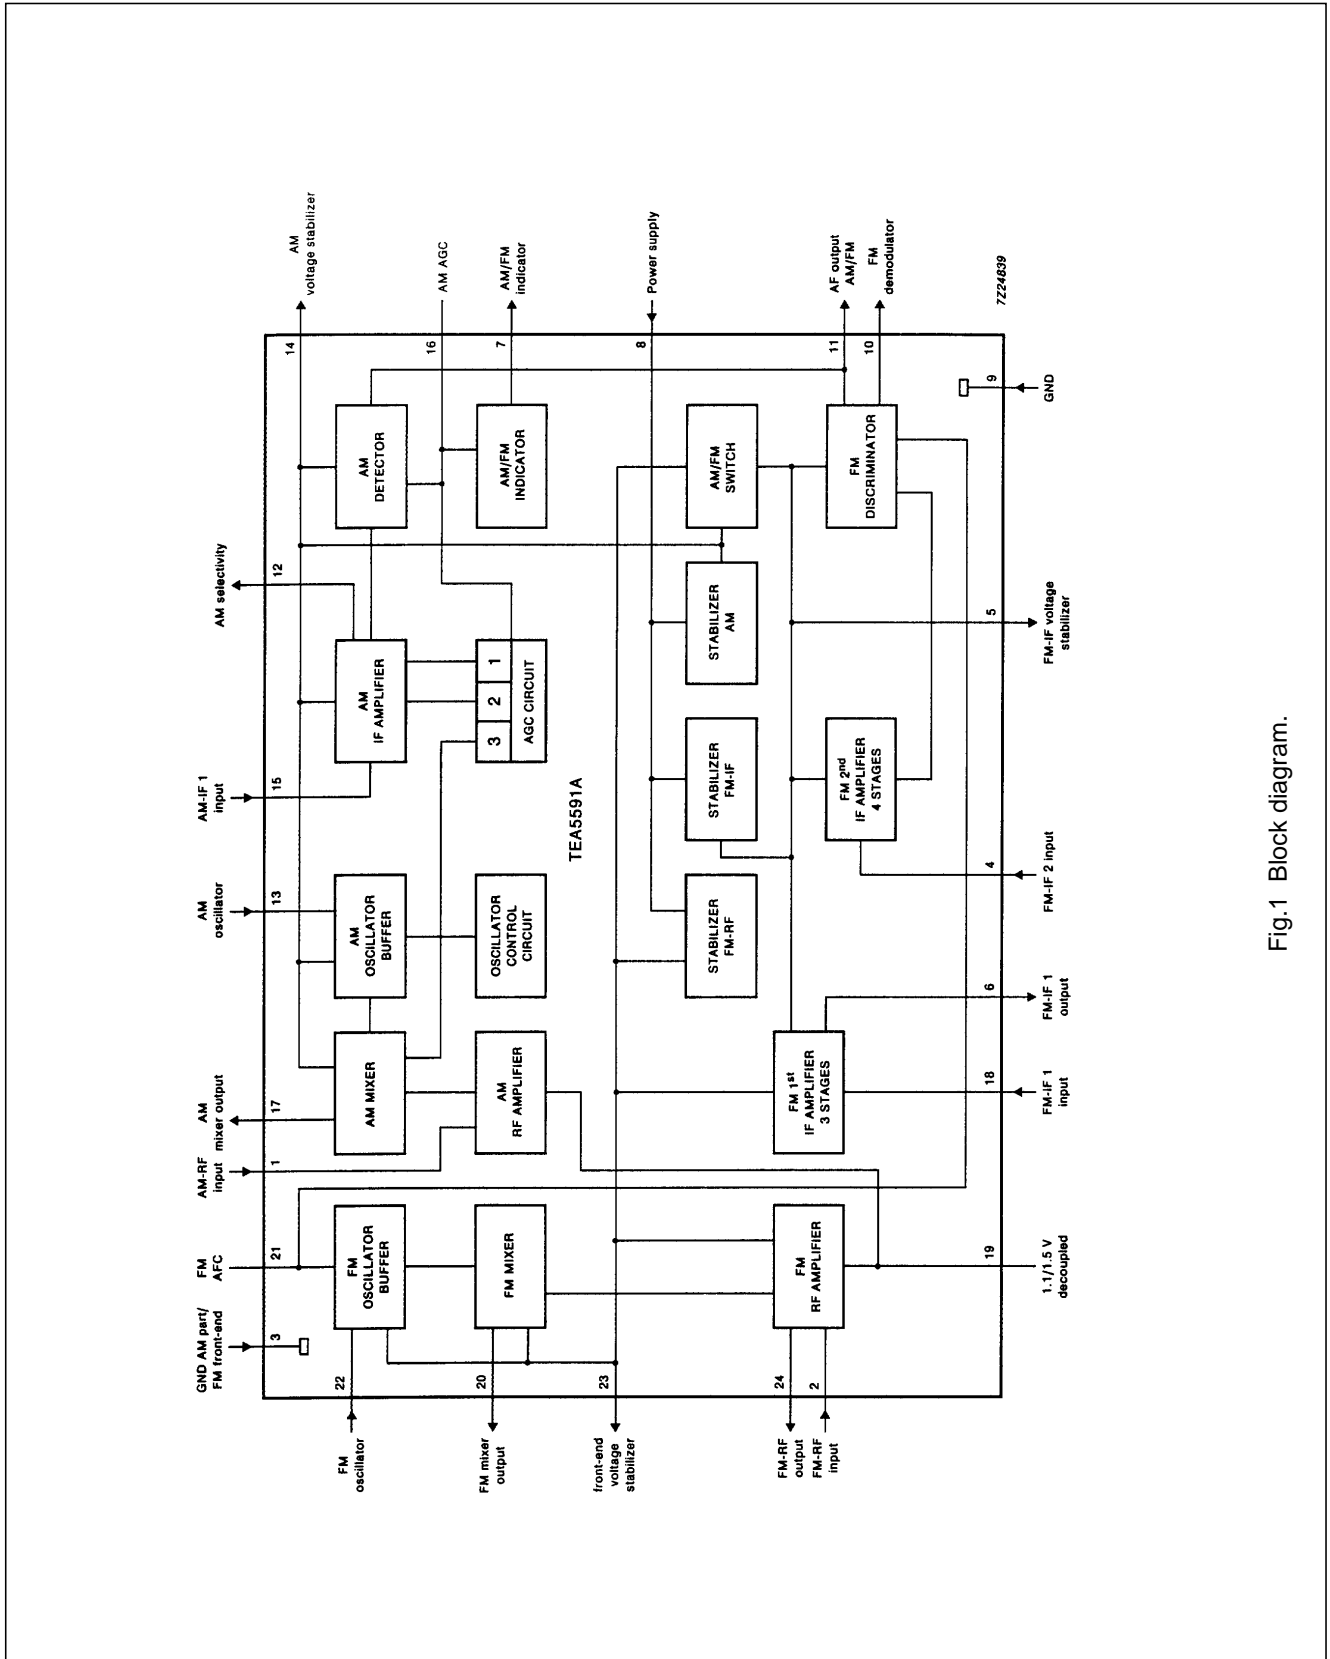 AM
voltage stabilizer
AM AGC
AM/FM
indicator
Power supply
AF output
AM/FM
FM
demodulator
7Z24839
14
16
7
8
11
10
9
GND
AM
DETECTOR
AM/FM
INDICATOR
AM/FM
SWITCH
FM
DISCRIMINATOR
AM selectivity
12
AM
IF AMPLIFIER
1
2
3
AGC CIRCUIT
STABILIZER
AM
5
FM-IF voltage
stabilizer
AM-IF 1
input
15
TEA5591A
STABILIZER
FM-IF
FM 2nd
IF AMPLIFIER
4 STAGES
4
FM-IF 2 input
AM
oscillator
13
AM
OSCILLATOR
BUFFER
OSCILLATOR
CONTROL
CIRCUIT
STABILIZER
FM-RF
6
FM-IF 1
output
AM
mixer output
17
AM MIXER
AM
RF AMPLIFIER
FM 1st
IF AMPLIFIER
3 STAGES
18
FM-IF 1
input
AM-RF
input
1
FM
AFC
21
FM
OSCILLATOR
BUFFER
FM MIXER
FM
RF AMPLIFIER
19
1.1/1.5 V
decoupled
GND AM part/
FM front-end
3
22
20
23
24
2
FM
oscillator
FM mixer
output
front-end
voltage
stabilizer
FM-RF
output
FM-RF
input
Fig.1 Block diagram.